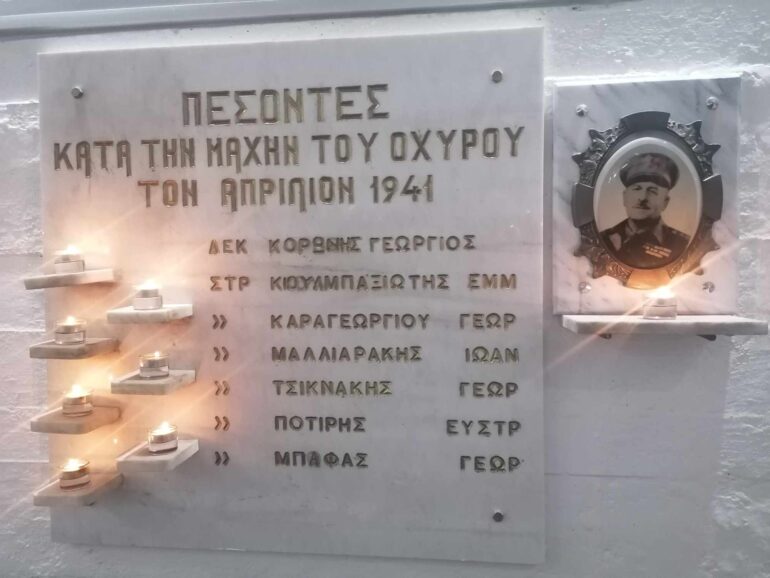 ΠΕΣΟΝΤΕΣ
ΚΑΤΑ ΤΗΝ ΜΑΧΗΝ ΤΟΥ ΟΧΥΡΟΥ
ΤΟΝ ΑΠΡΙΛΙΟΝ 1941
ΔΕΚ ΚΟΡΩΝΗΣ ΓΕΩΡΓΙΟΣ
ΣΤΡ ΚΙΟΥΛΜΠΑΞΙΩΤΗΣ ΕΜΜ
» ΚΑΡΑΓΕΩΡΓΙΟΥ ΓΕΩΡ
» ΜΑΛΛΙΑΡΑΚΗΣ ΙΩΑΝ
» ΤΣΙΚΝΑΚΗΣ ΓΕΩΡ
» ΠΟΤΙΡΗΣ ΕΥΣΤΡ
» ΜΠΑΦΑΣ ΓΕΩΡ